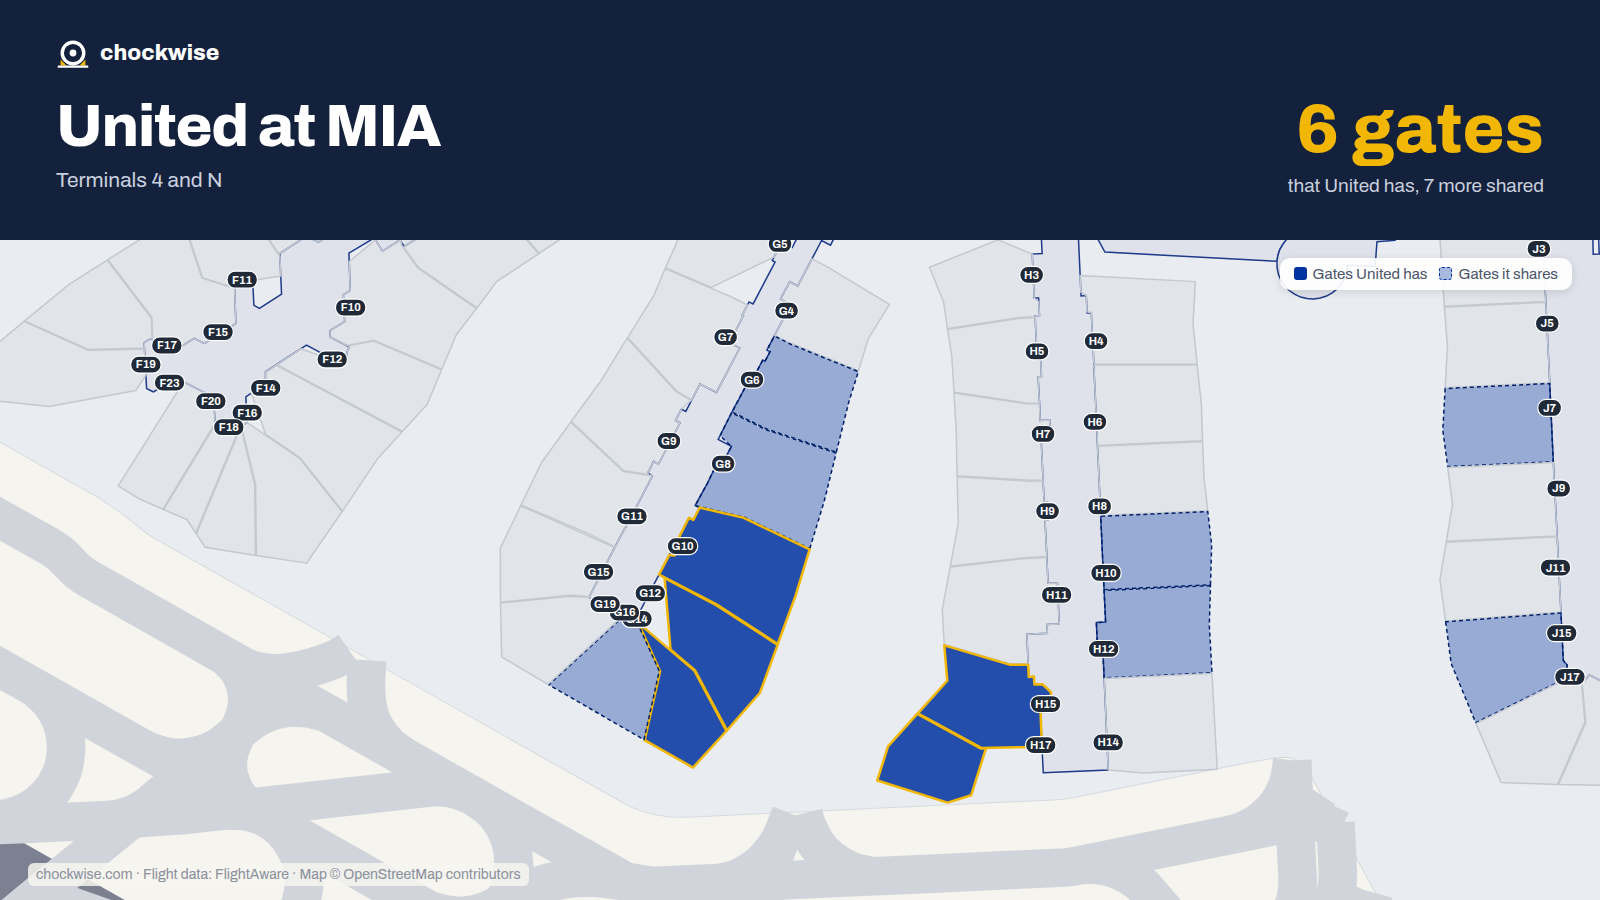 chockwise
United at MIA
Terminals 4 and N
6 gates
that United has, 7 more shared
Gates United has
Gates it shares
G5
J3
H3
F11
F10
G4
J5
F15
G7
H4
F17
H5
F12
F19
G6
F23
F14
F20
F16
J7
F18
H6
H7
G9
G8
J9
H8
H9
G11
G10
J11
G15
H10
G12
H11
G19
G16
G14
J15
H12
J17
H15
H14
H17
chockwise.com · Flight data: FlightAware · Map © OpenStreetMap contributors